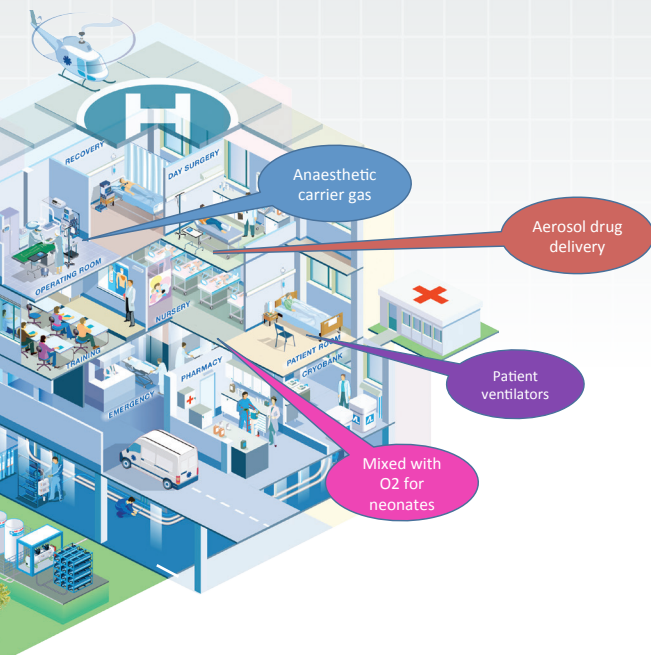 H
RECOVERY
DAY SURGERY
Anaesthetic
carrier gas
Aerosol drug
delivery
OPERATING ROOM
NURSERY
PATIENT ROOM
CRYOBANK
TRAINING
PHARMACY
EMERGENCY
Patient
ventilators
Mixed with
O2 for
neonates